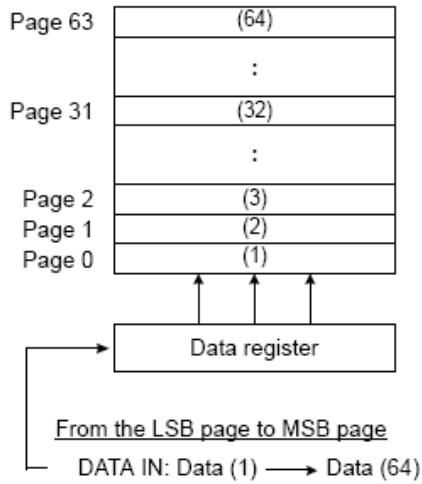 Page 63 (64)
:
Page 31 (32)
:
Page 2 (3)
Page 1 (2)
Page 0 (1)
Data register
From the LSB page to MSB page
DATA IN: Data (1) → Data (64)